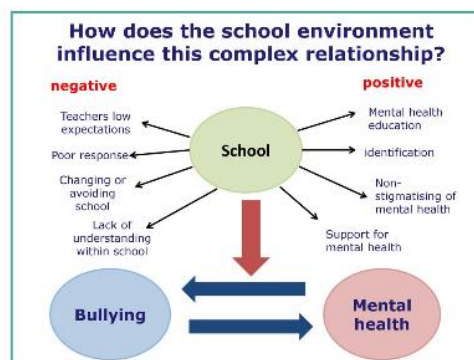 How does the school environment
influence this complex relationship?
negative
positive
Teachers low
expectations
Poor response
Changing or
avoiding
school
Lack of
understanding
within school
School
Mental health
education
identification
Non-
stigmatising of
mental health
Support for
mental health
Bullying
Mental
health